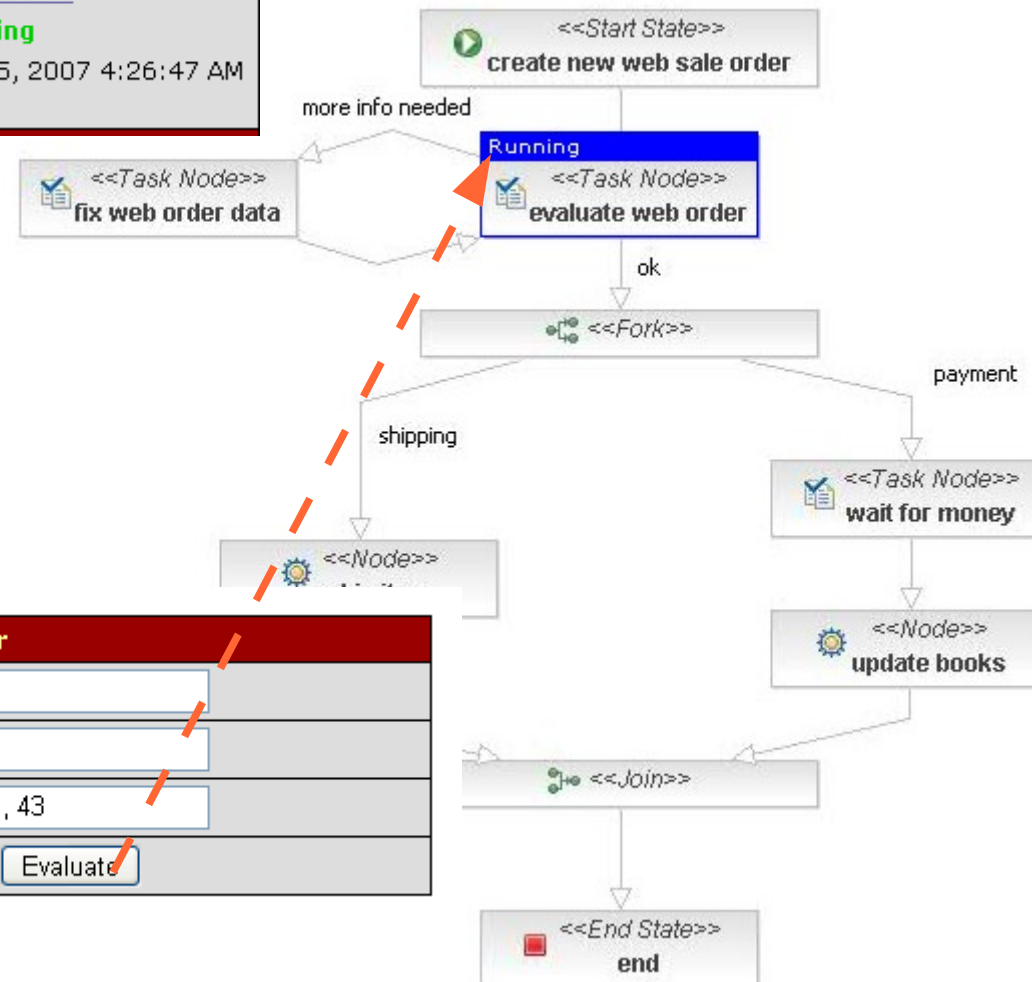 ing
5, 2007 4:26:47 AM
<<Start State>>
create new web sale order
more info needed
Running
<<Task Node>>
fix web order data
<<Task Node>>
evaluate web order
ok
<<Fork>>
payment
shipping
<<Task Node>>
wait for money
<<Node>>
<<Node>>
update books
r
, 43
Evaluate
<<Join>>
<<End State>>
end